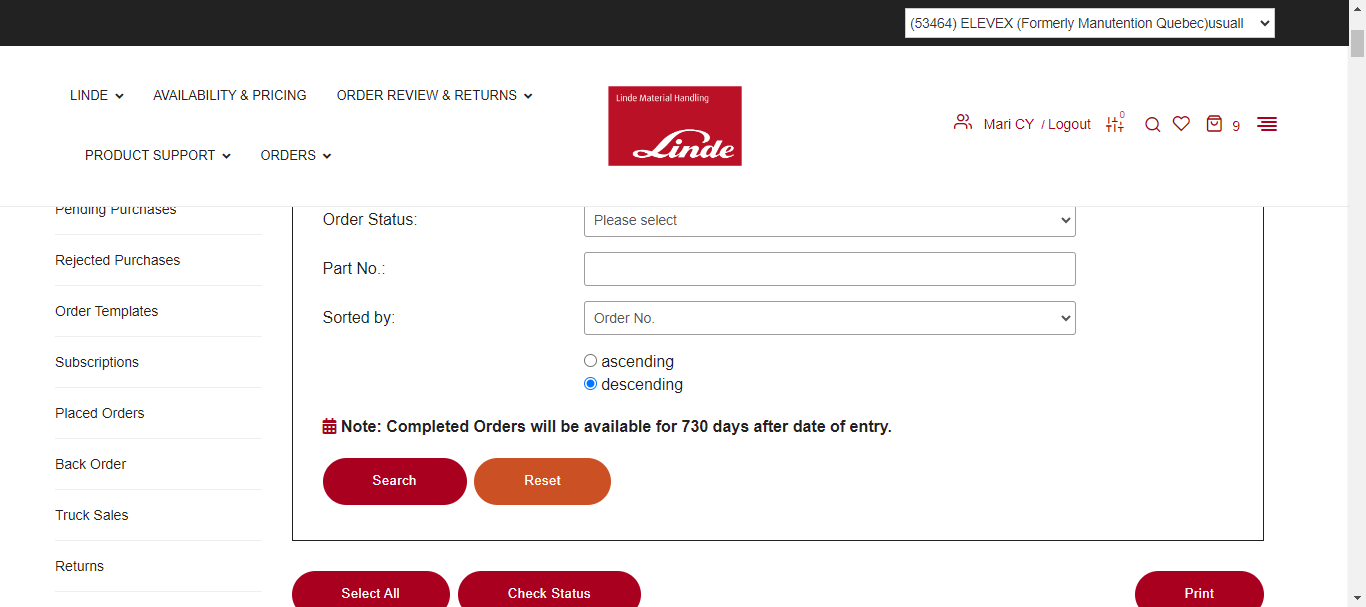 (53464) ELEVEX (Formerly Manutention Quebec)usuall
LINDE
AVAILABILITY & PRICING
ORDER REVIEW & RETURNS
Linde Material Handling
Linde
Mari CY / Logout
0
9
PRODUCT SUPPORT
ORDERS
Pending Purchases
Rejected Purchases
Order Templates
Subscriptions
Placed Orders
Back Order
Truck Sales
Returns
Order Status:
Please select
Part No.:
Sorted by:
Order No.
ascending
descending
Note: Completed Orders will be available for 730 days after date of entry.
Search
Reset
Select All
Check Status
Print